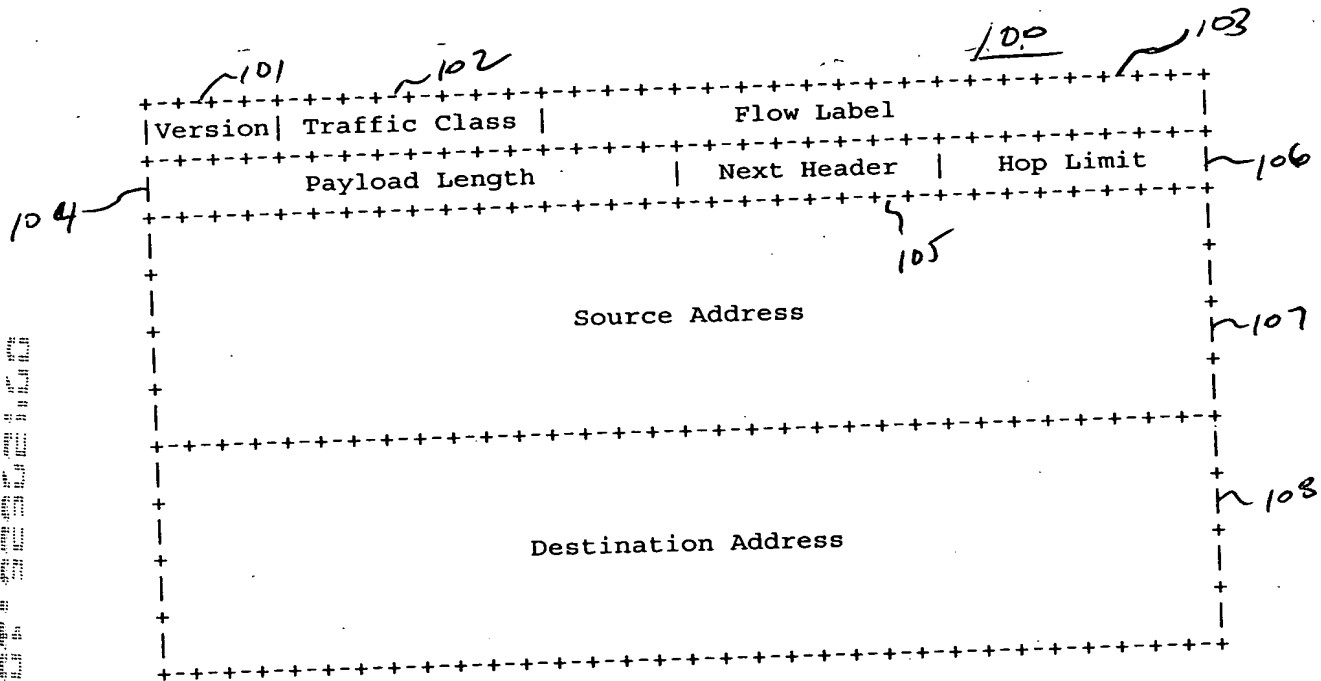 101 102 100 103
+-+-+-+-+-+-+-+-+-+-+-+-+-+-+-+-+-+-+-+-+-+-+-+-+-+-+-+-+-+-+-+-+
|Version| Traffic Class | Flow Label |
+-+-+-+-+-+-+-+-+-+-+-+-+-+-+-+-+-+-+-+-+-+-+-+-+-+-+-+-+-+-+-+-+
104 | Payload Length | Next Header | Hop Limit | 106
+-+-+-+-+-+-+-+-+-+-+-+-+-+-+-+-+-+-+-+-+-+-+-+-+-+-+-+-+-+-+-+-+
105
| |
+ +
| |
+ Source Address + 107
| |
+ +
| |
+-+-+-+-+-+-+-+-+-+-+-+-+-+-+-+-+-+-+-+-+-+-+-+-+-+-+-+-+-+-+-+-+
| |
+ + 108
| |
+ Destination Address +
| |
+ +
| |
+-+-+-+-+-+-+-+-+-+-+-+-+-+-+-+-+-+-+-+-+-+-+-+-+-+-+-+-+-+-+-+-+